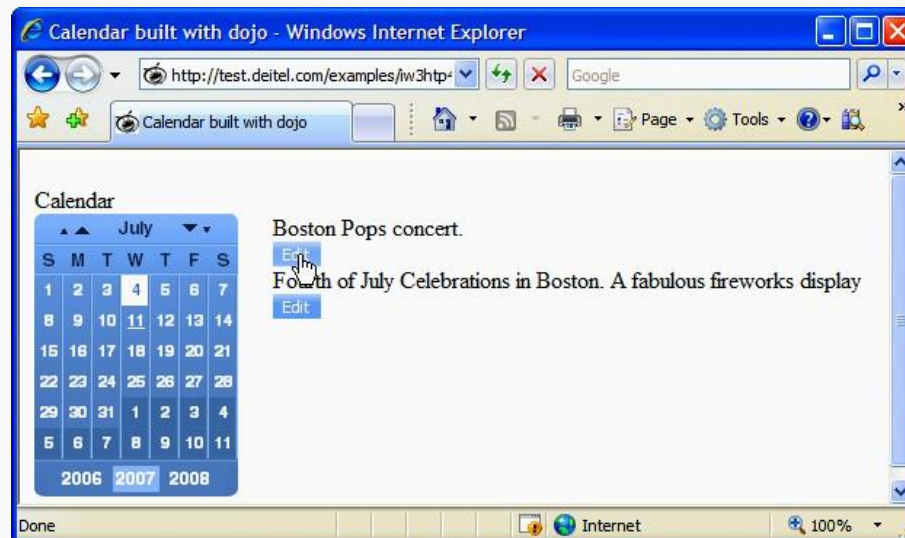 Calendar built with dojo - Windows Internet Explorer
http://test.deitel.com/examples/iw3htp4
Google
Calendar built with dojo
Page Tools
Calendar
July
S M T W T F S
1 2 3 4 5 6 7
8 9 10 11 12 13 14
15 16 17 18 19 20 21
22 23 24 25 26 27 28
29 30 31 1 2 3 4
5 6 7 8 9 10 11
2006 2007 2008
Boston Pops concert.
Edit
Fourth of July Celebrations in Boston. A fabulous fireworks display
Edit
Done
Internet
100%